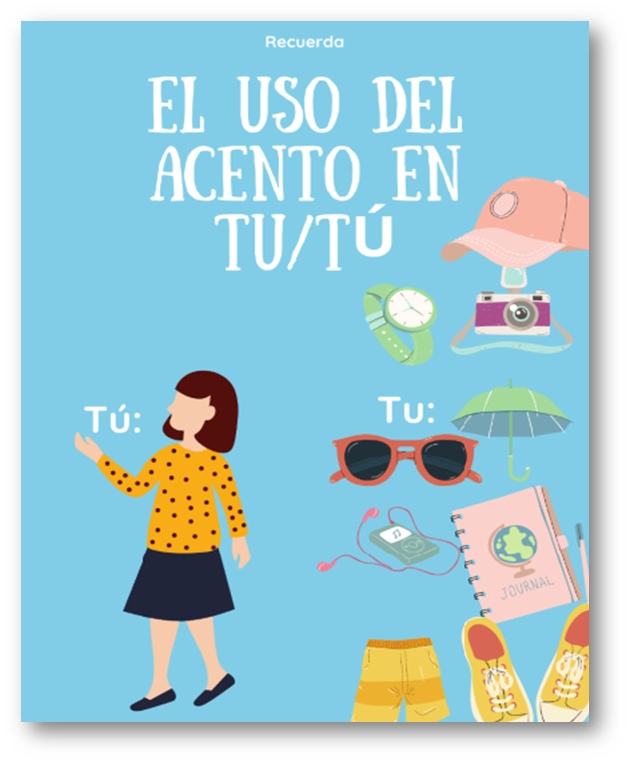 Recuerda
EL USO DEL
ACENTO EN
TU/TÚ
Tú:
Tu:
JOURNAL